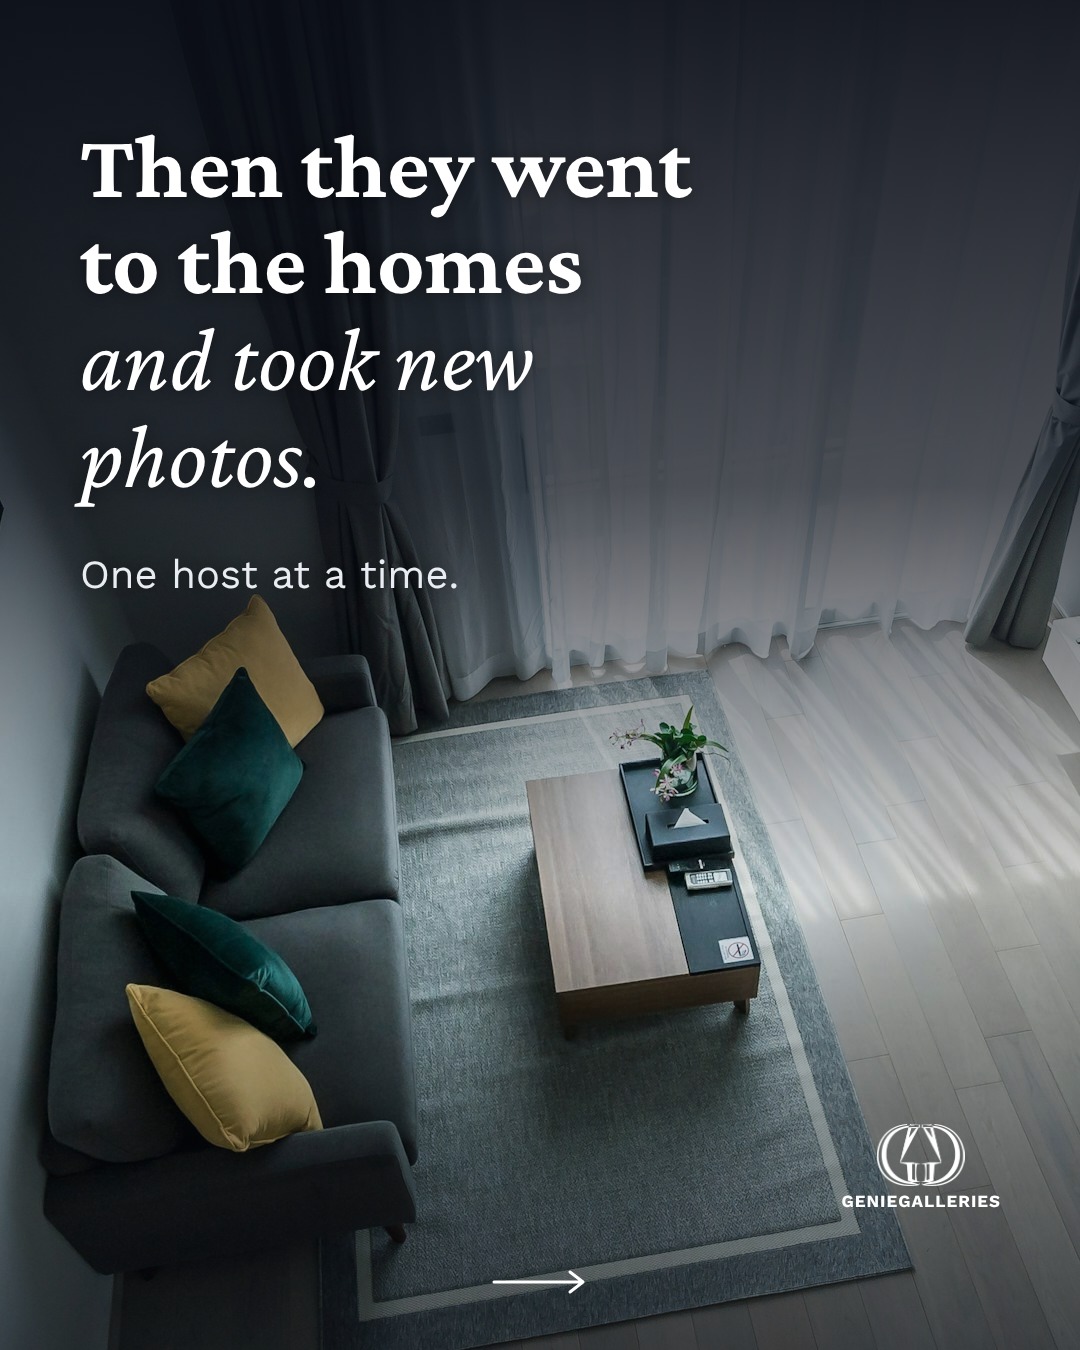 Then they went
to the homes
and took new
photos.
One host at a time.
GENIEGALLERIES